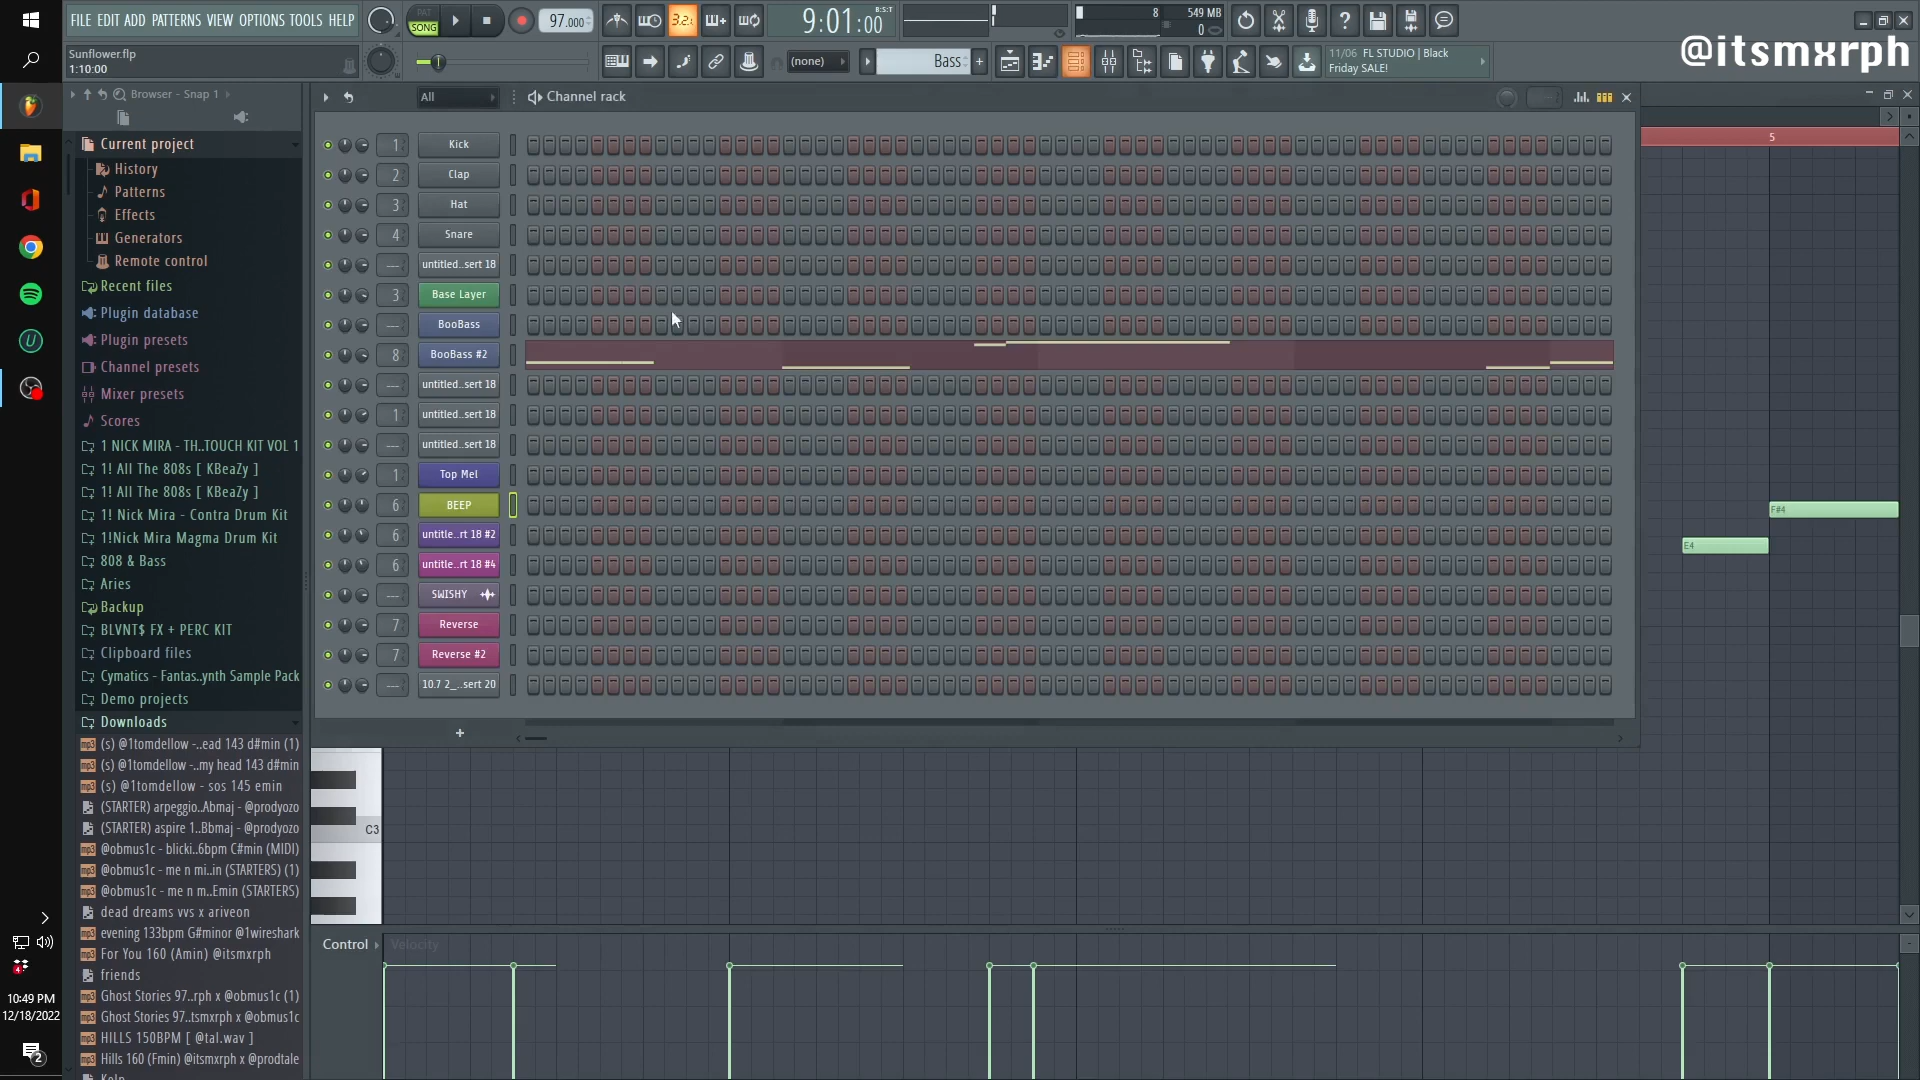 FILE EDIT ADD PATTERNS VIEW OPTIONS TOOLS HELP
PAT
SONG
97.000
3.2.
9:01:00
B:S:T
8
549 MB
0
@itsmxrph
Sunflower.flp
1:10:00
(none)
Bass
11/06 FL STUDIO | Black
Friday SALE!
Browser - Snap 1
All
Channel rack
Current project
History
Patterns
Effects
Generators
Remote control
Recent files
Plugin database
Plugin presets
Channel presets
Mixer presets
Scores
1 NICK MIRA - TH..TOUCH KIT VOL 1
1! All The 808s [ KBeaZy ]
1! All The 808s [ KBeaZy ]
1! Nick Mira - Contra Drum Kit
1!Nick Mira Magma Drum Kit
808 & Bass
Aries
Backup
BLVNT$ FX + PERC KIT
Clipboard files
Cymatics - Fantas..ynth Sample Pack
Demo projects
Downloads
(s) @1tomdellow -..ead 143 d#min (1)
(s) @1tomdellow -..my head 143 d#min
(s) @1tomdellow - sos 145 emin
(STARTER) arpeggio..Abmaj - @prodyozo
(STARTER) aspire 1..Bbmaj - @prodyozo
@obmus1c - blicki..6bpm C#min (MIDI)
@obmus1c - me n mi..in (STARTERS) (1)
@obmus1c - me n m..Emin (STARTERS)
dead dreams vvs x ariveon
evening 133bpm G#minor @1wireshark
For You 160 (Amin) @itsmxrph
friends
Ghost Stories 97..rph x @obmus1c (1)
Ghost Stories 97..tsmxrph x @obmus1c
HILLS 150BPM [ @tal.wav ]
Hills 160 (Fmin) @itsmxrph x @prodtale
1 Kick
2 Clap
3 Hat
4 Snare
--- untitled..sert 18
3 Base Layer
--- BooBass
8 BooBass #2
--- untitled..sert 18
1 untitled..sert 18
--- untitled..sert 18
1 Top Mel
6 BEEP
6 untitle..rt 18 #2
6 untitle..rt 18 #4
--- SWISHY
7 Reverse
7 Reverse #2
--- 10.7 2_..sert 20
+
5
F#4
E4
C3
Control
Velocity
4
10:49 PM
12/18/2022
2